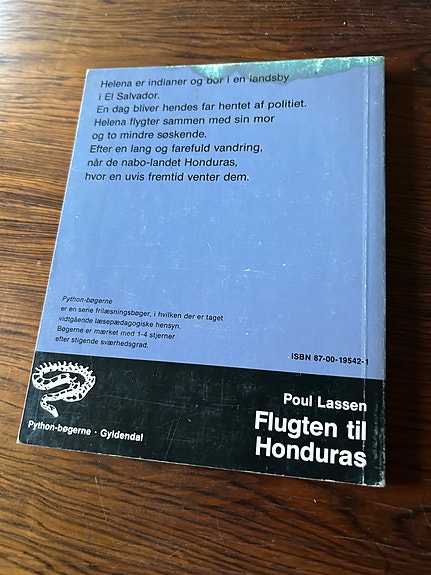 Helena er indianer og bor i en landsby
i El Salvador.
En dag bliver hendes far hentet af politiet.
Helena flygter sammen med sin mor
og to mindre søskende.
Efter en lang og farefuld vandring,
når de nabo-landet Honduras,
hvor en uvis fremtid venter dem.
Python-bøgerne
er en serie frilæsningsbøger, i hvilken der er taget
vidtgående læsepædagogiske hensyn.
Bøgerne er mærket med 1-4 stjerner
efter stigende sværhedsgrad.
ISBN 87-00-19542-1
Poul Lassen
Flugten til
Honduras
Python-bøgerne · Gyldendal